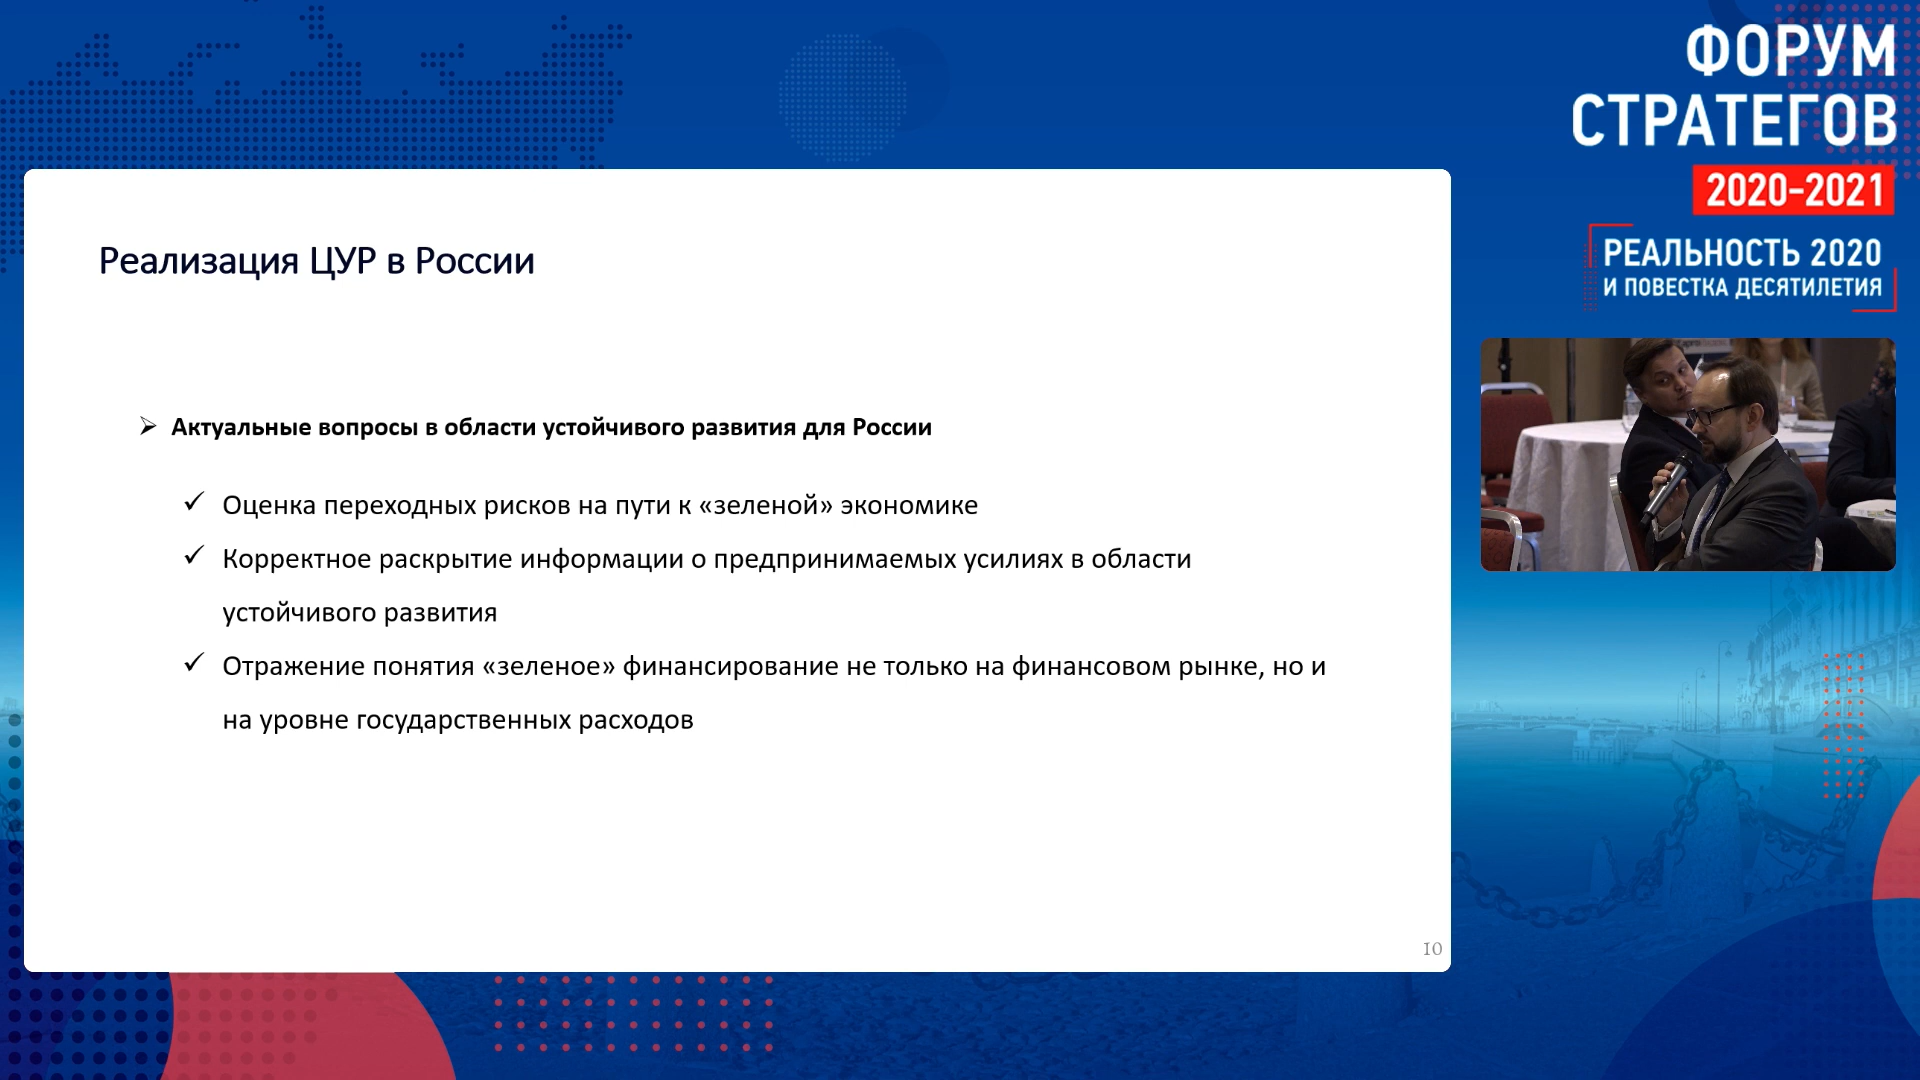 ФОРУМ
СТРАТЕГОВ
2020-2021
РЕАЛЬНОСТЬ 2020
И ПОВЕСТКА ДЕСЯТИЛЕТИЯ
Реализация ЦУР в России
Актуальные вопросы в области устойчивого развития для России
Оценка переходных рисков на пути к «зеленой» экономике
Корректное раскрытие информации о предпринимаемых усилиях в области
устойчивого развития
Отражение понятия «зеленое» финансирование не только на финансовом рынке, но и
на уровне государственных расходов
10